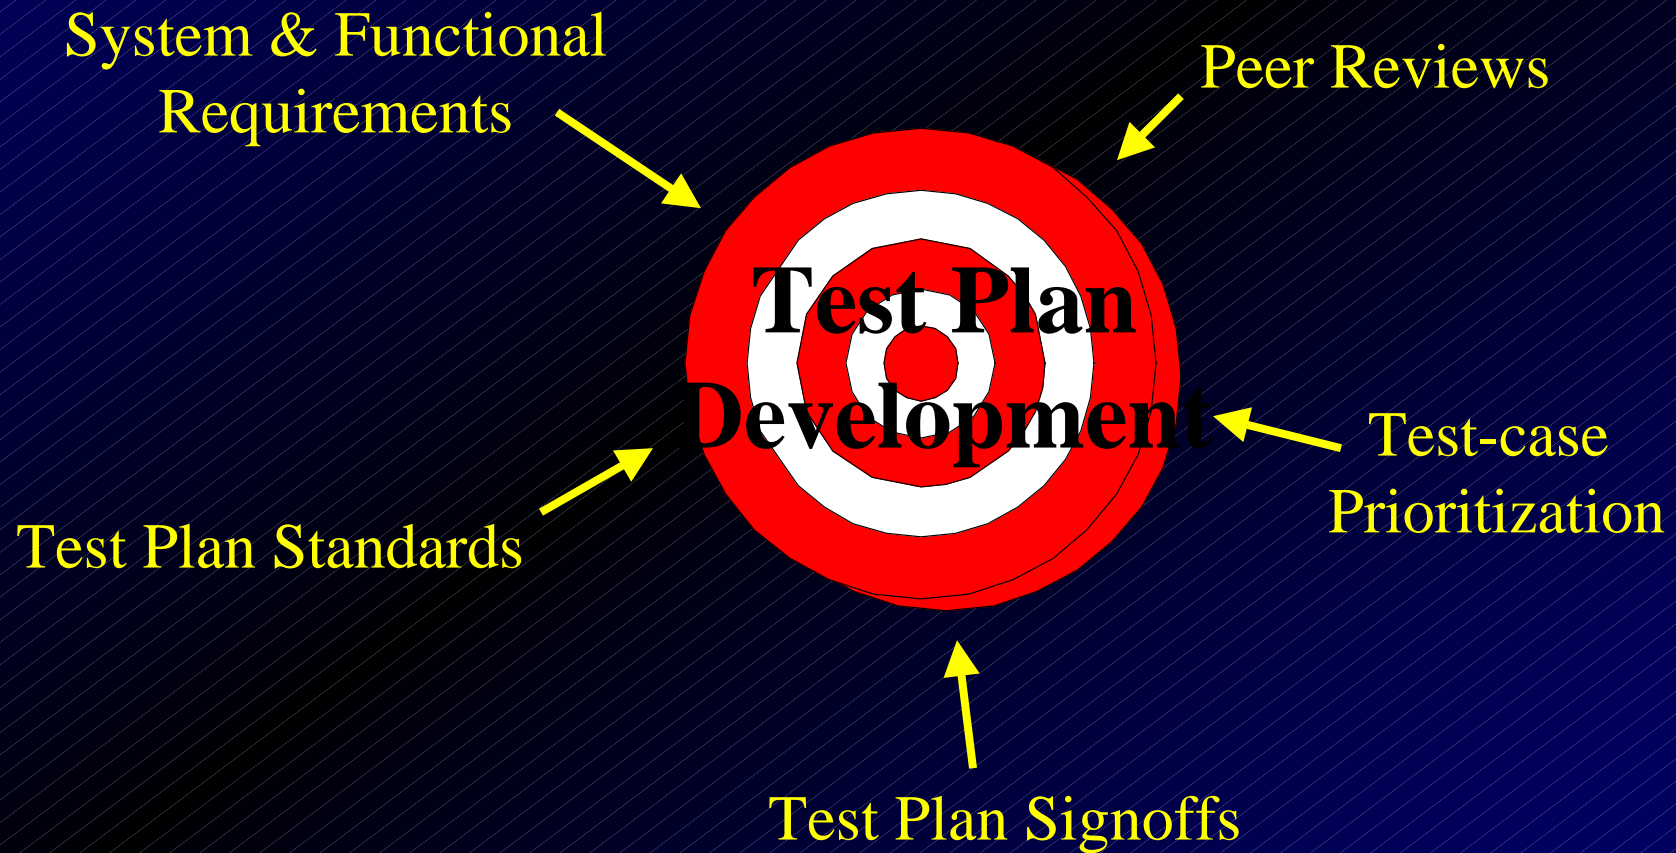 System & Functional
Requirements
Peer Reviews
Test Plan
Development
Test-case
Prioritization
Test Plan Standards
Test Plan Signoffs